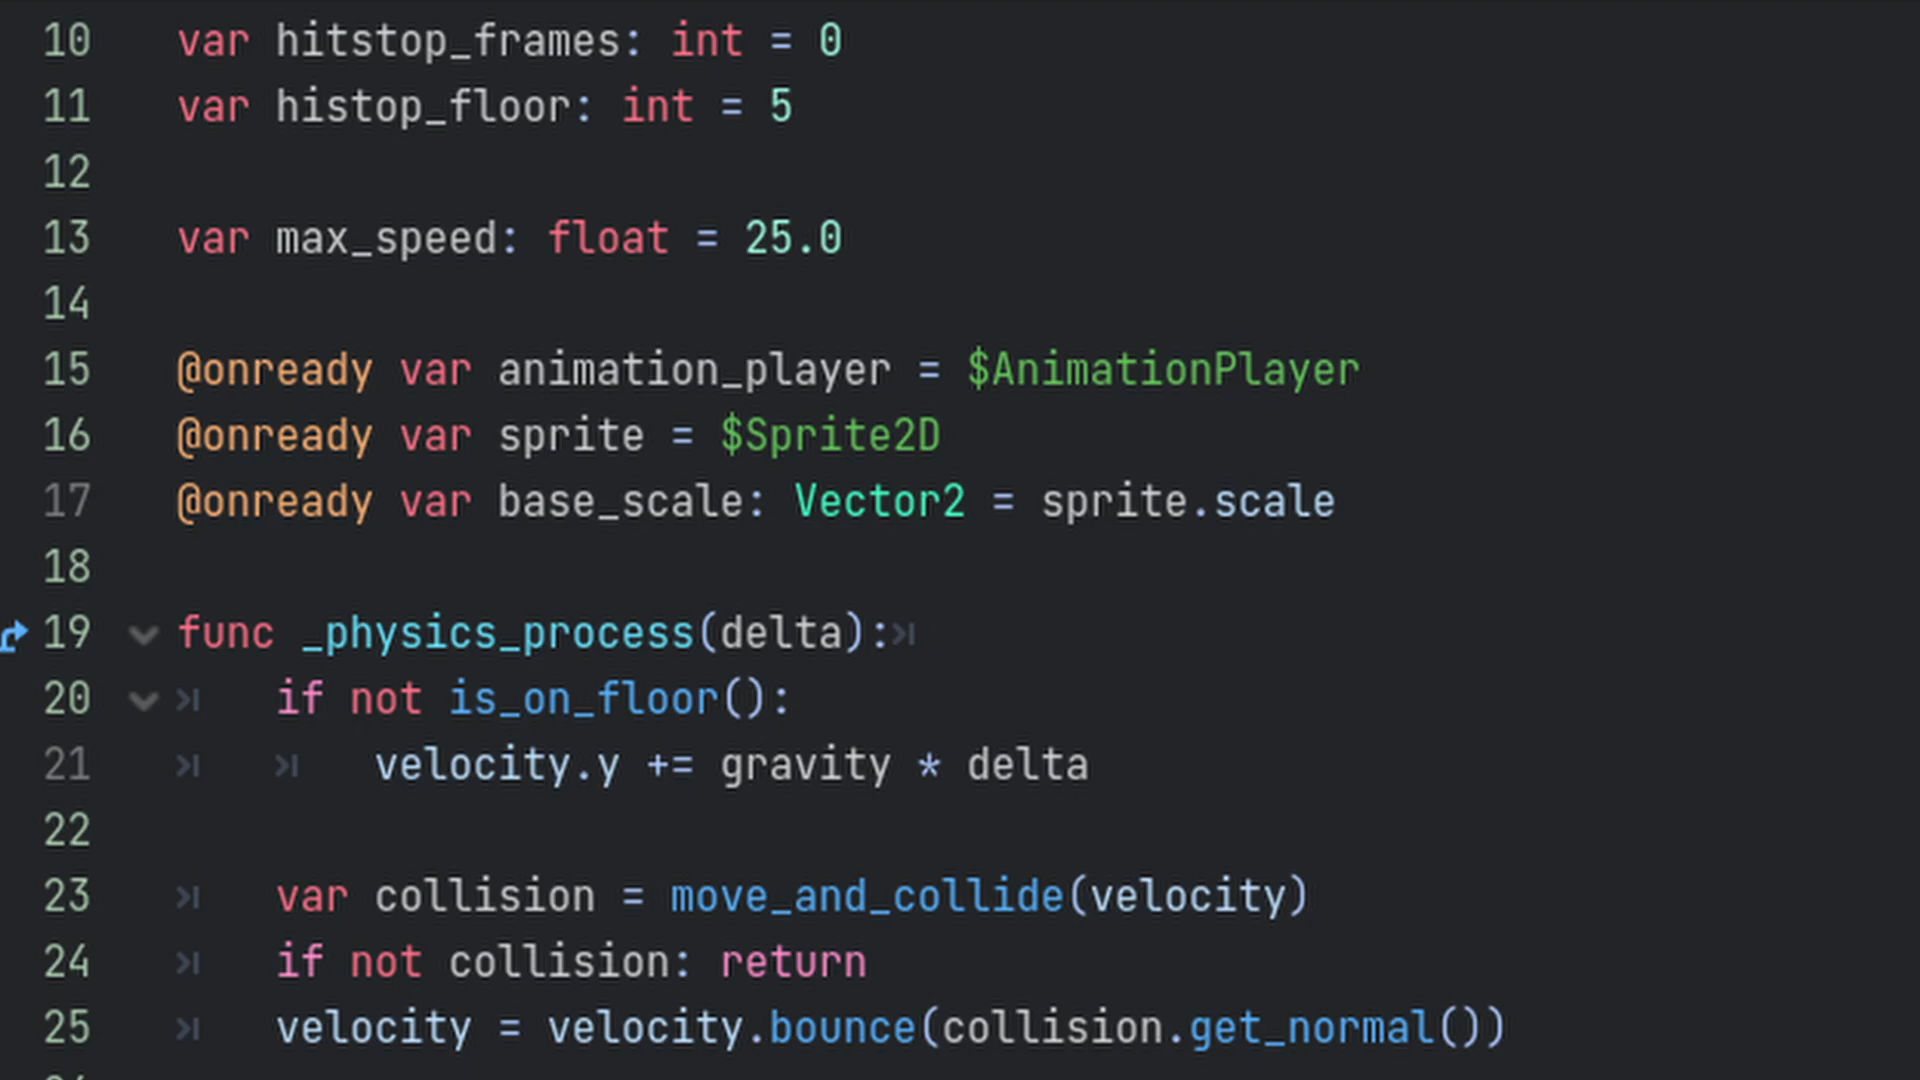 10 var hitstop_frames: int = 0
11 var histop_floor: int = 5
12
13 var max_speed: float = 25.0
14
15 @onready var animation_player = $AnimationPlayer
16 @onready var sprite = $Sprite2D
17 @onready var base_scale: Vector2 = sprite.scale
18
19 func _physics_process(delta):
20 if not is_on_floor():
21 velocity.y += gravity * delta
22
23 var collision = move_and_collide(velocity)
24 if not collision: return
25 velocity = velocity.bounce(collision.get_normal())